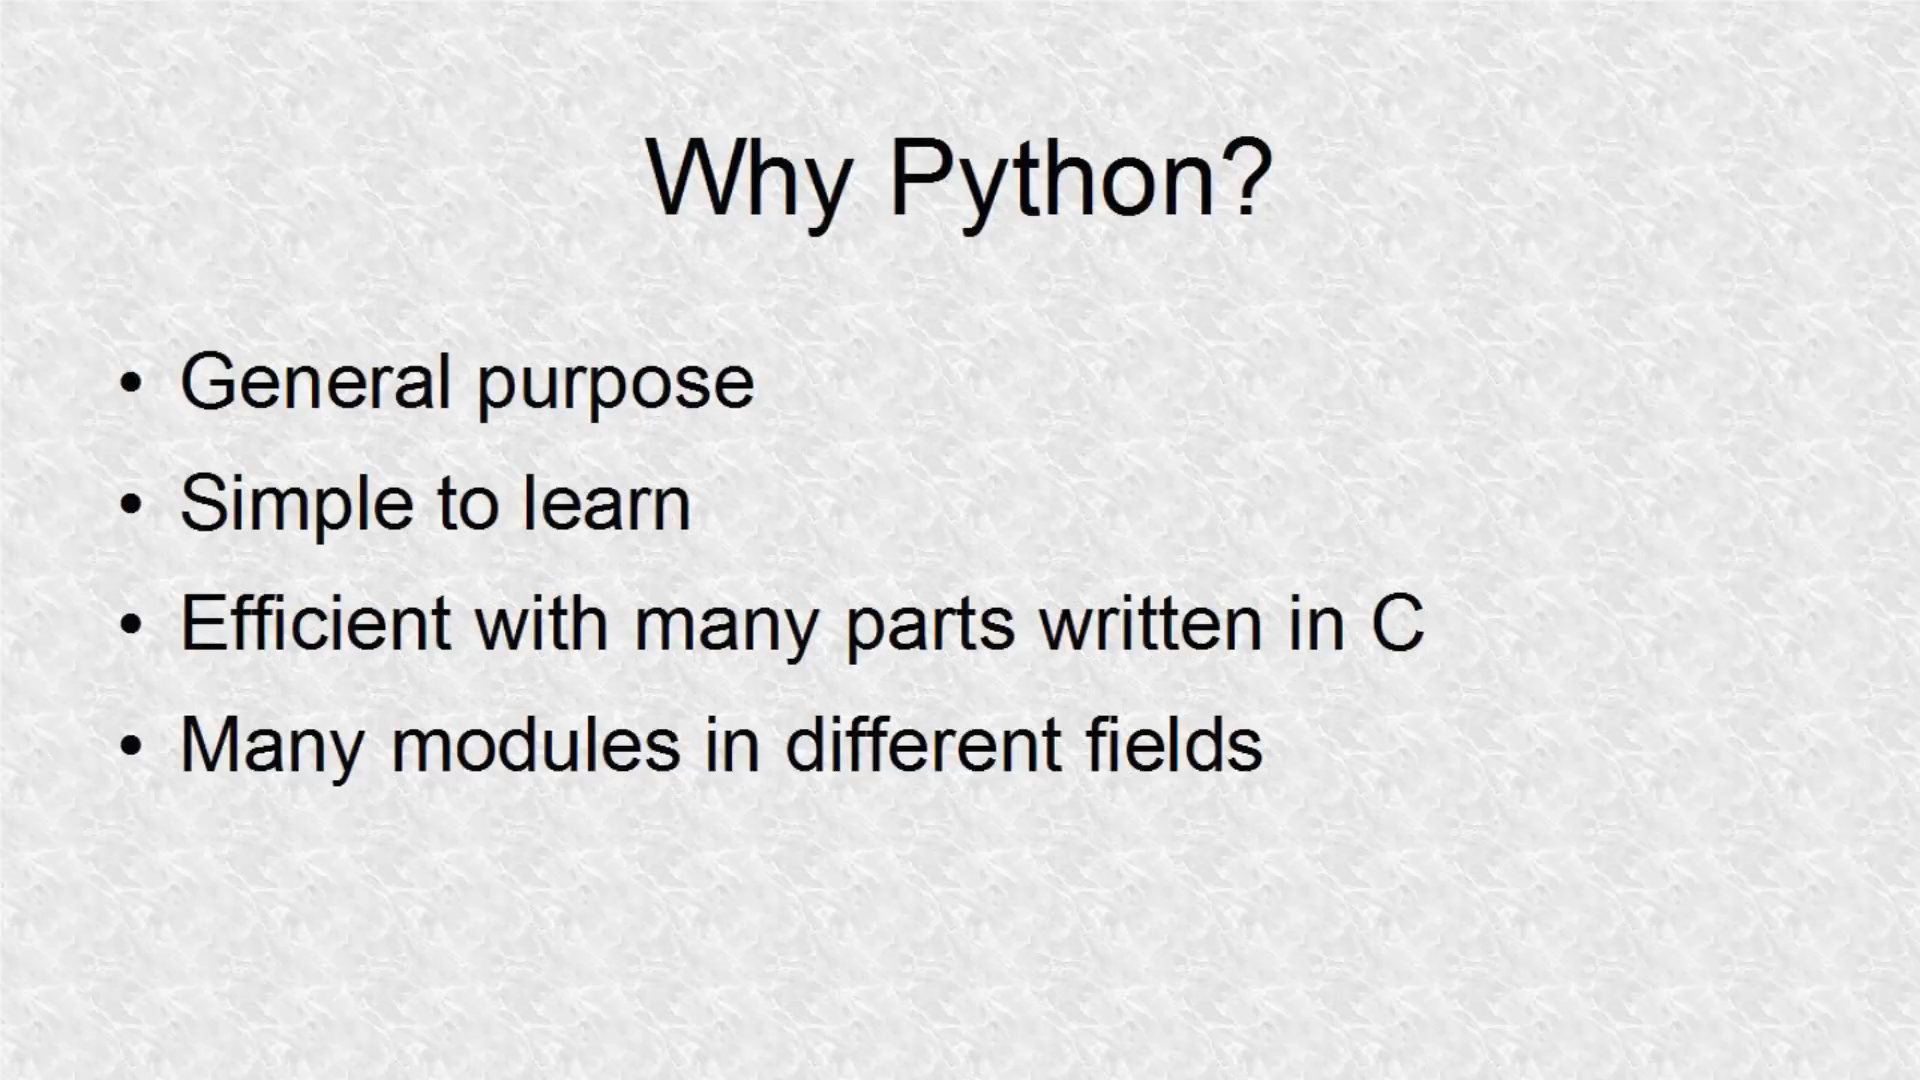 Why Python?
• General purpose
• Simple to learn
• Efficient with many parts written in C
• Many modules in different fields